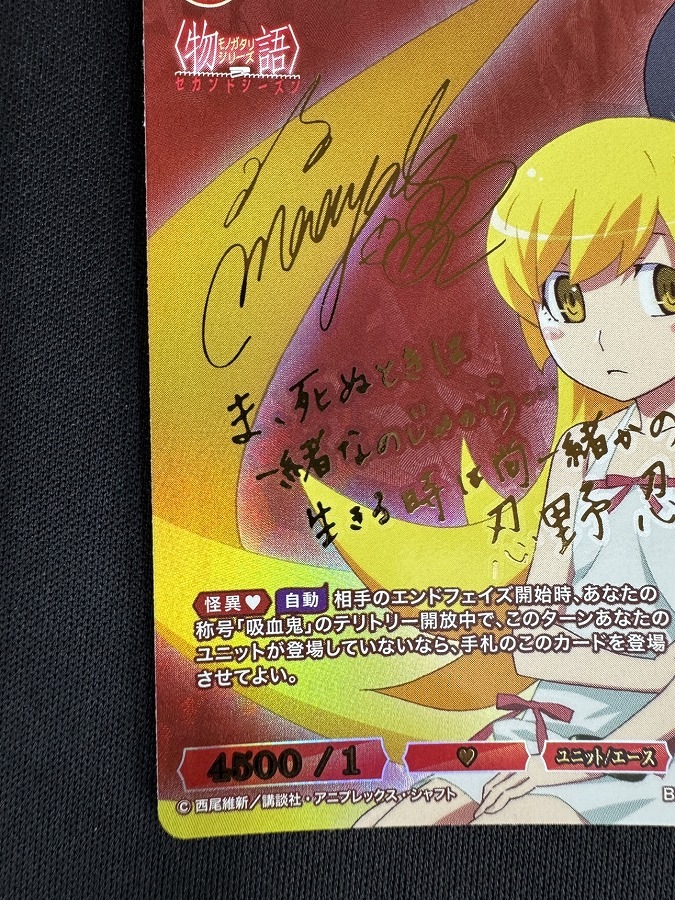 〈物語〉
モノガタリ
シリーズ
セカンドシーズン
ま、死ぬときは
一緒なのじゃから…
生きる時は尚一緒かの
忍野 忍
怪異♥ 自動 相手のエンドフェイズ開始時、あなたの
称号「吸血鬼」のテリトリー開放中で、このターンあなたの
ユニットが登場していないなら、手札のこのカードを登場
させてよい。
4500 / 1
♥
ユニット/エース
© 西尾維新／講談社・アニプレックス・シャフト
B